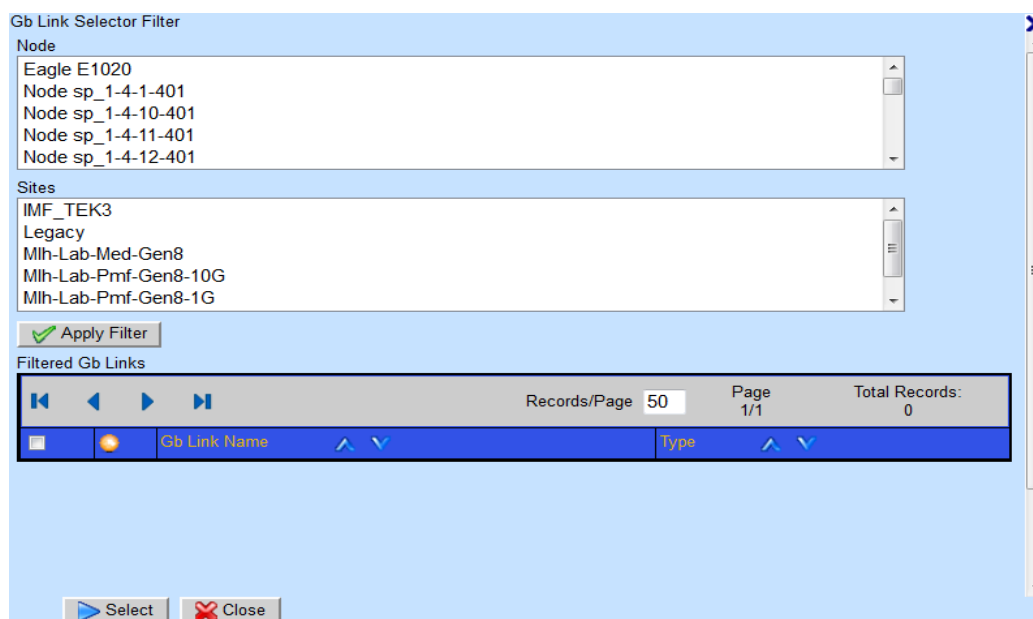 Gb Link Selector Filter
Node
Eagle E1020
Node sp_1-4-1-401
Node sp_1-4-10-401
Node sp_1-4-11-401
Node sp_1-4-12-401
Sites
IMF_TEK3
Legacy
Mlh-Lab-Med-Gen8
Mlh-Lab-Pmf-Gen8-10G
Mlh-Lab-Pmf-Gen8-1G
Apply Filter
Filtered Gb Links
Records/Page 50 Page 1/1 Total Records: 0
Gb Link Name Type
Select Close